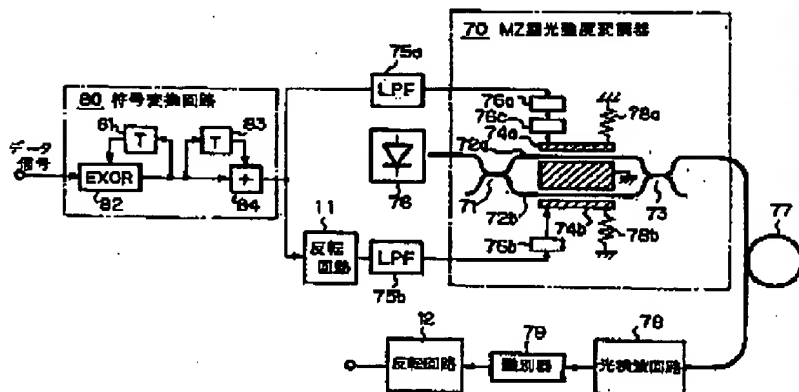 70 MZ型光強度変調器
75a
LPF
76a
76c
74a
78a
72a
80 符号変換回路
81
T
T
83
データ
信号
EXOR
82
+
84
76
71
73
72b
74b
76b
78b
77
11
反転
回路
LPF
75b
12
反転回路
79
識別器
78
光検波回路